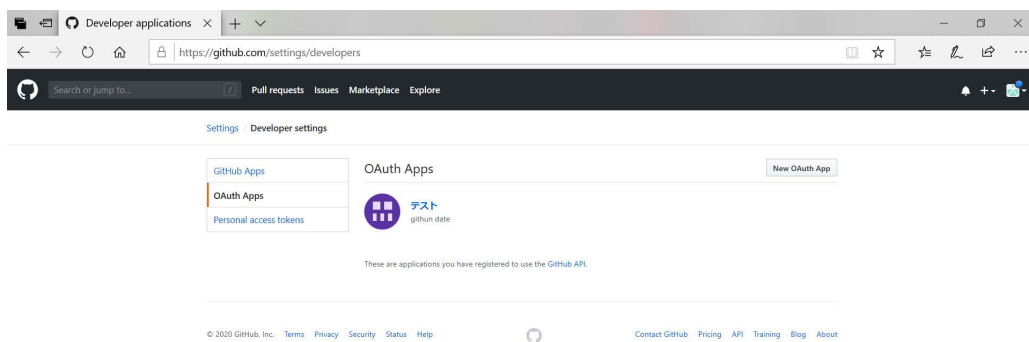 Developer applications
https://github.com/settings/developers
Search or jump to... / Pull requests Issues Marketplace Explore
Settings / Developer settings
GitHub Apps
OAuth Apps
Personal access tokens
OAuth Apps
New OAuth App
テスト
githun date
These are applications you have registered to use the GitHub API.
© 2020 GitHub, Inc. Terms Privacy Security Status Help Contact GitHub Pricing API Training Blog About